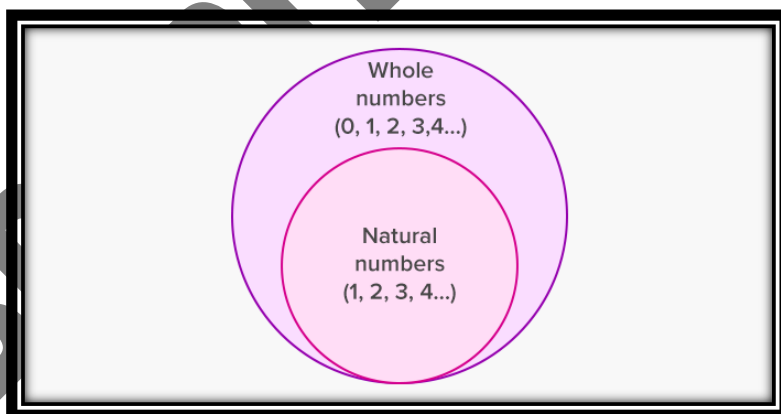 Whole
numbers
(0, 1, 2, 3,4...)
Natural
numbers
(1, 2, 3, 4...)